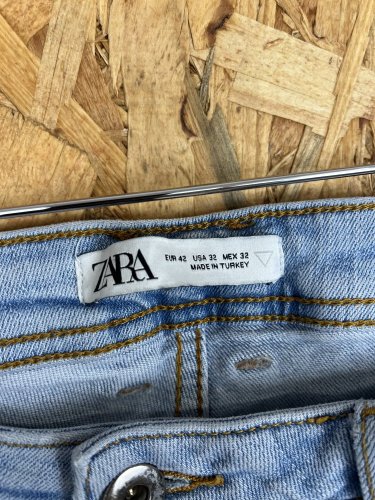 ZARA
EUR 42 USA 32 MEX 32
MADE IN TURKEY